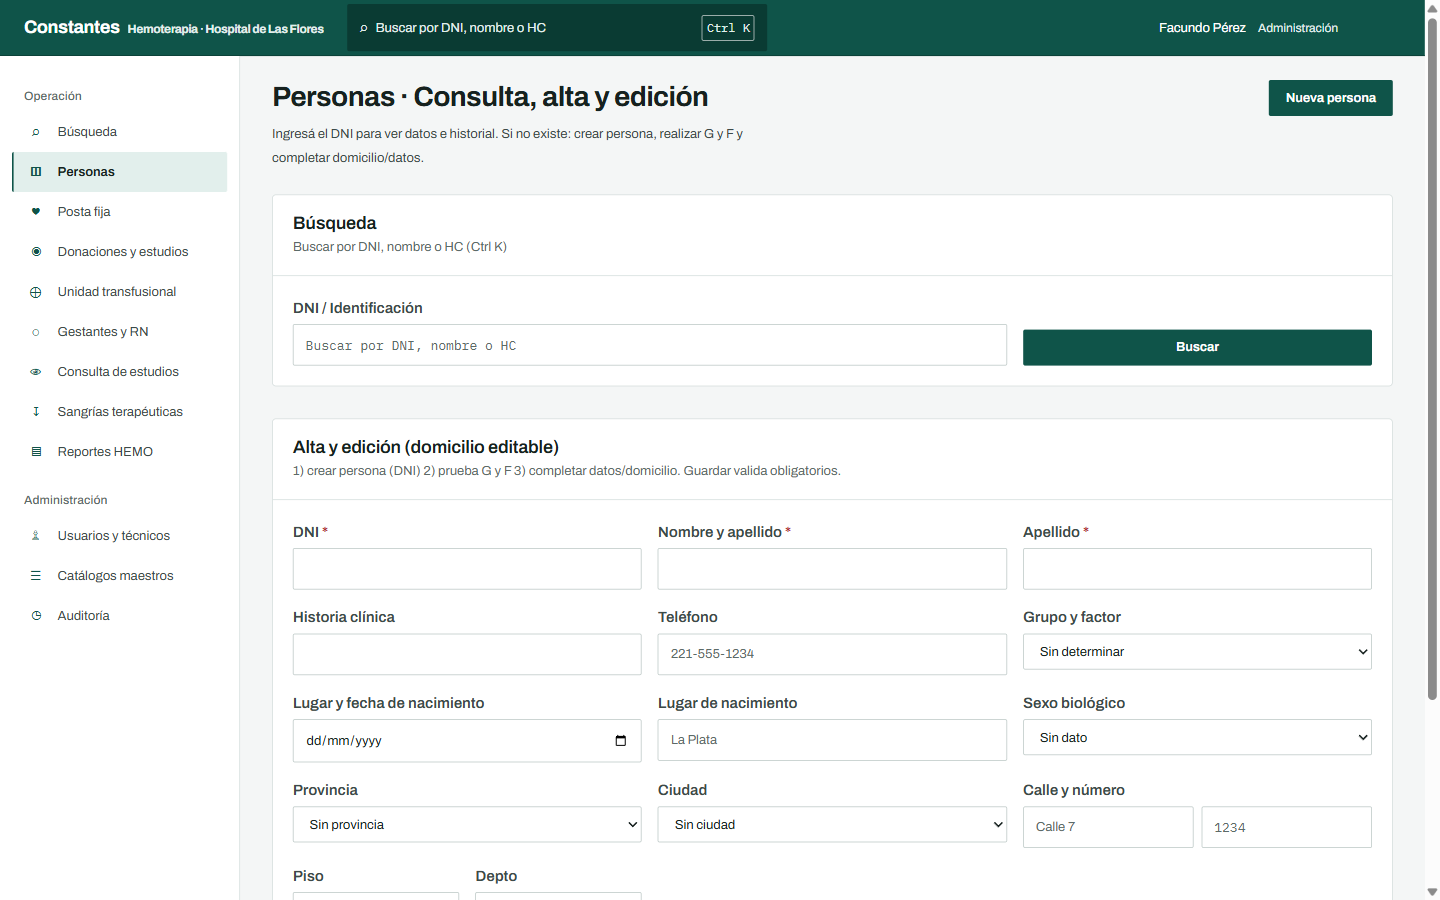 Constantes Hemoterapia · Hospital de Las Flores
Buscar por DNI, nombre o HC Ctrl K
Facundo Pérez Administración
Operación
Búsqueda
Personas
Posta fija
Donaciones y estudios
Unidad transfusional
Gestantes y RN
Consulta de estudios
Sangrías terapéuticas
Reportes HEMO
Administración
Usuarios y técnicos
Catálogos maestros
Auditoría
Personas · Consulta, alta y edición
Nueva persona
Ingresá el DNI para ver datos e historial. Si no existe: crear persona, realizar G y F y
completar domicilio/datos.
Búsqueda
Buscar por DNI, nombre o HC (Ctrl K)
DNI / Identificación
Buscar por DNI, nombre o HC
Buscar
Alta y edición (domicilio editable)
1) crear persona (DNI) 2) prueba G y F 3) completar datos/domicilio. Guardar valida obligatorios.
DNI * Nombre y apellido * Apellido *
Historia clínica Teléfono Grupo y factor
221-555-1234 Sin determinar
Lugar y fecha de nacimiento Lugar de nacimiento Sexo biológico
dd/mm/yyyy La Plata Sin dato
Provincia Ciudad Calle y número
Sin provincia Sin ciudad Calle 7 1234
Piso Depto